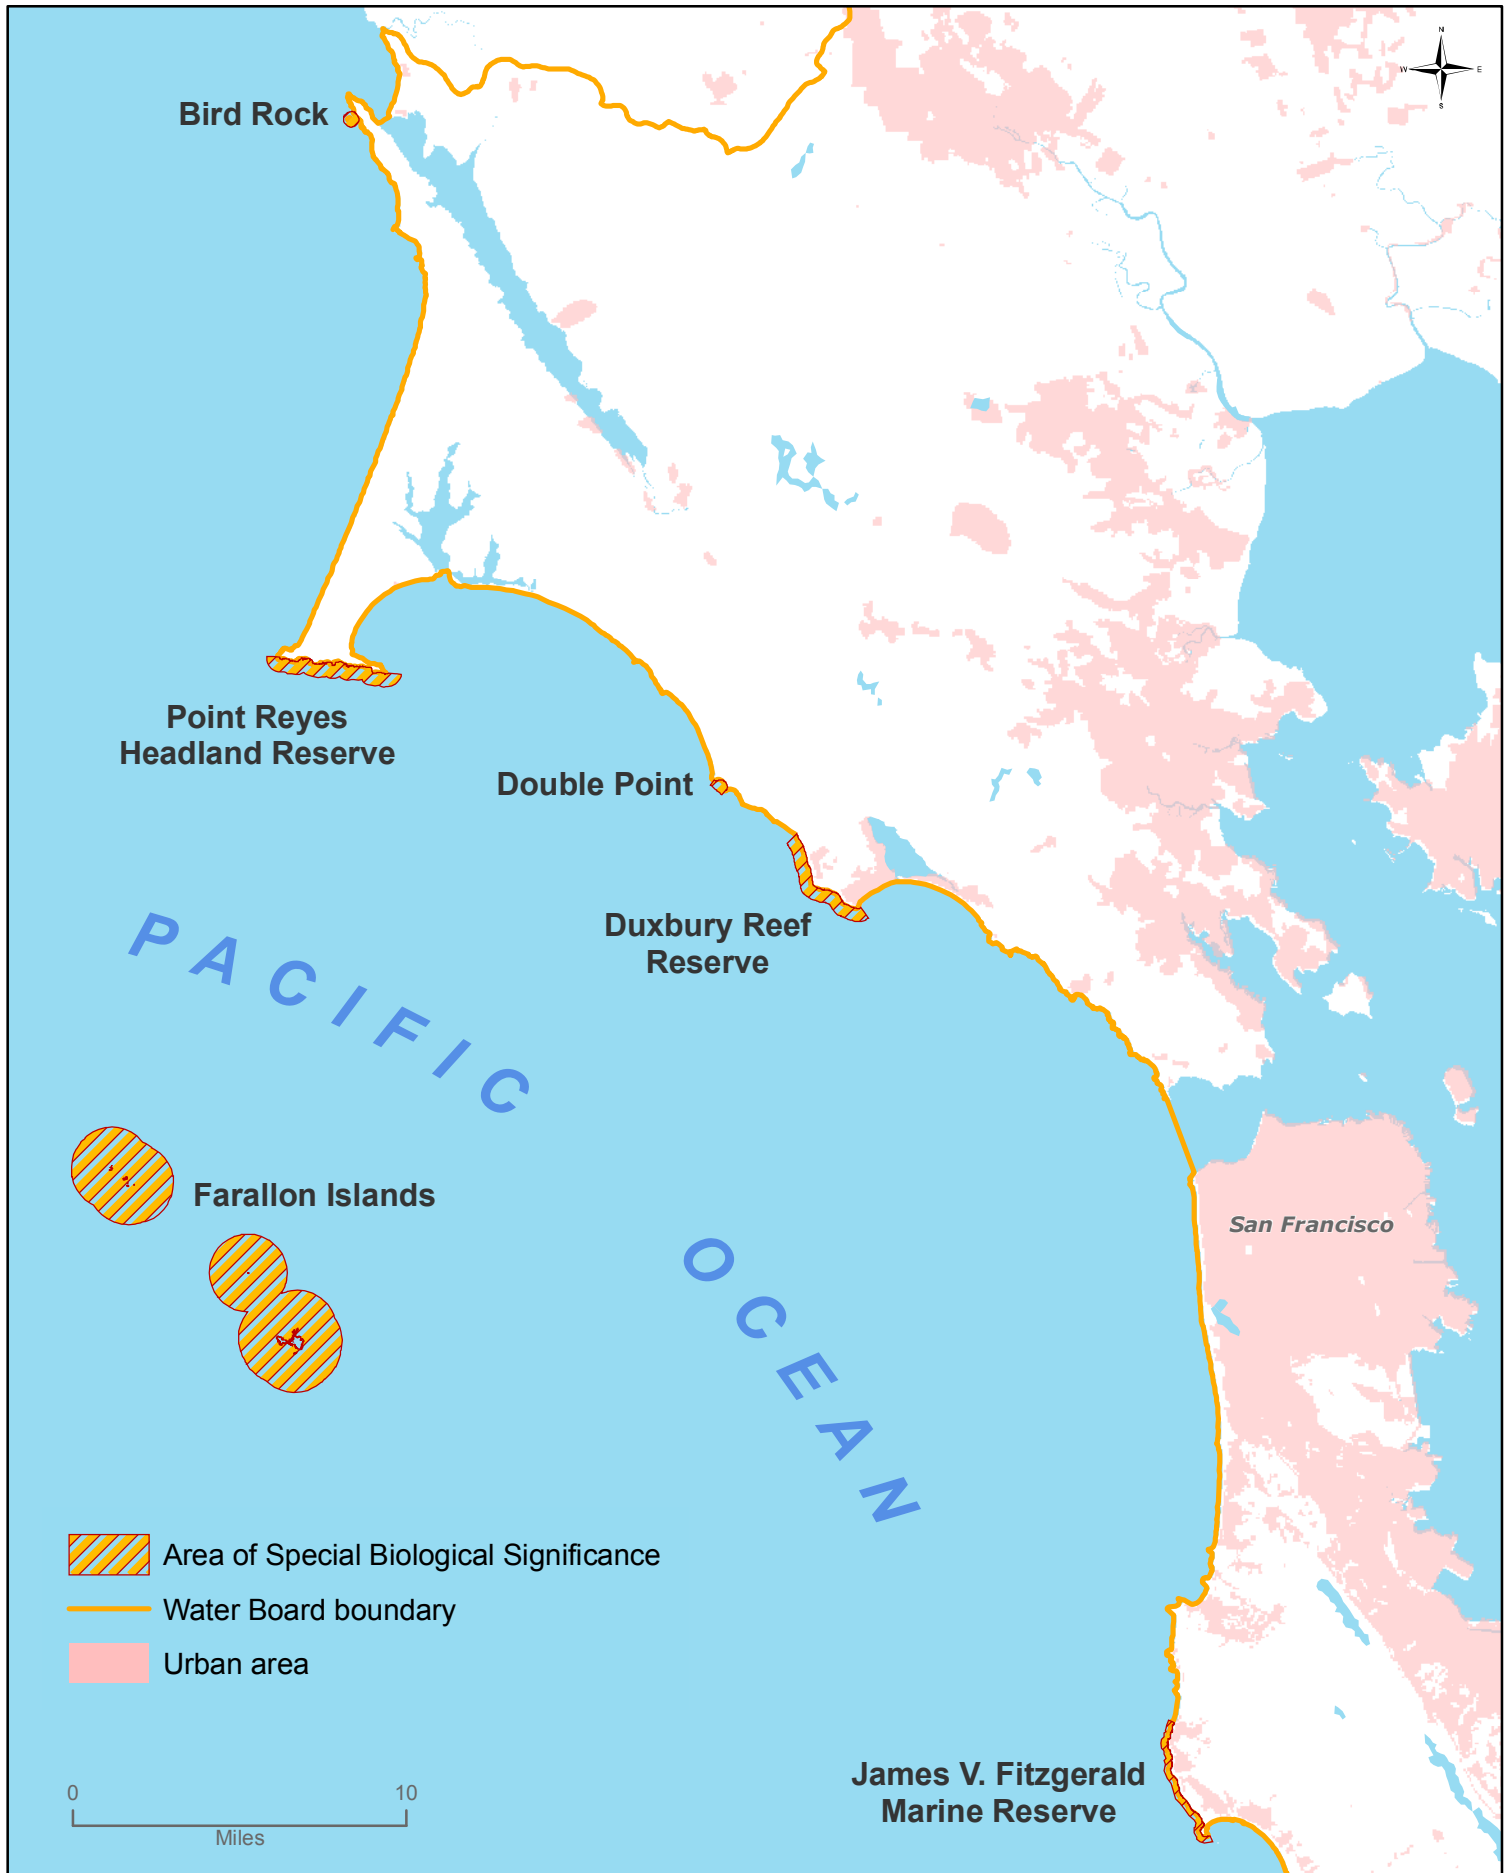 N
W
E
S
Bird Rock
Point Reyes
Headland Reserve
Double Point
Duxbury Reef
Reserve
PACIFIC
OCEAN
Farallon Islands
San Francisco
Area of Special Biological Significance
Water Board boundary
Urban area
James V. Fitzgerald
Marine Reserve
0 10
Miles